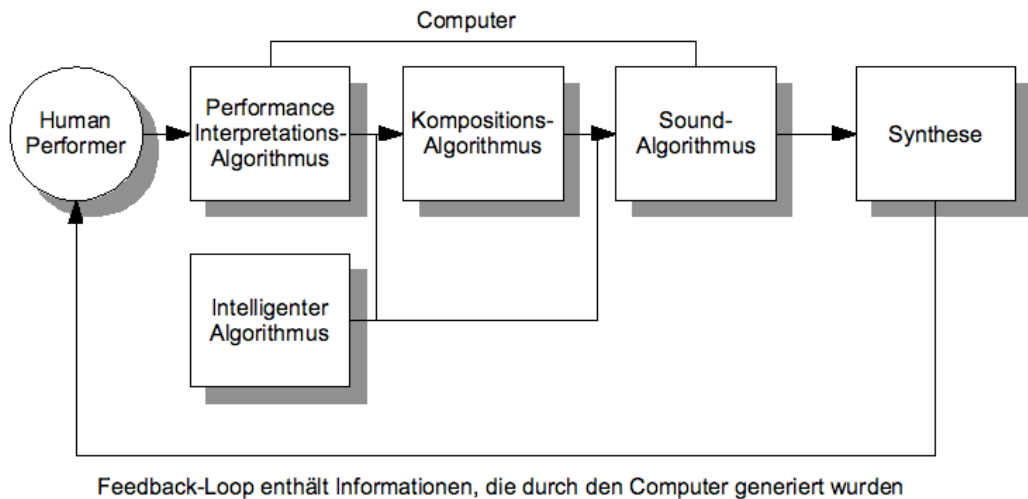 Computer
Human
Performer
Performance
Interpretations-
Algorithmus
Kompositions-
Algorithmus
Sound-
Algorithmus
Synthese
Intelligenter
Algorithmus
Feedback-Loop enthält Informationen, die durch den Computer generiert wurden